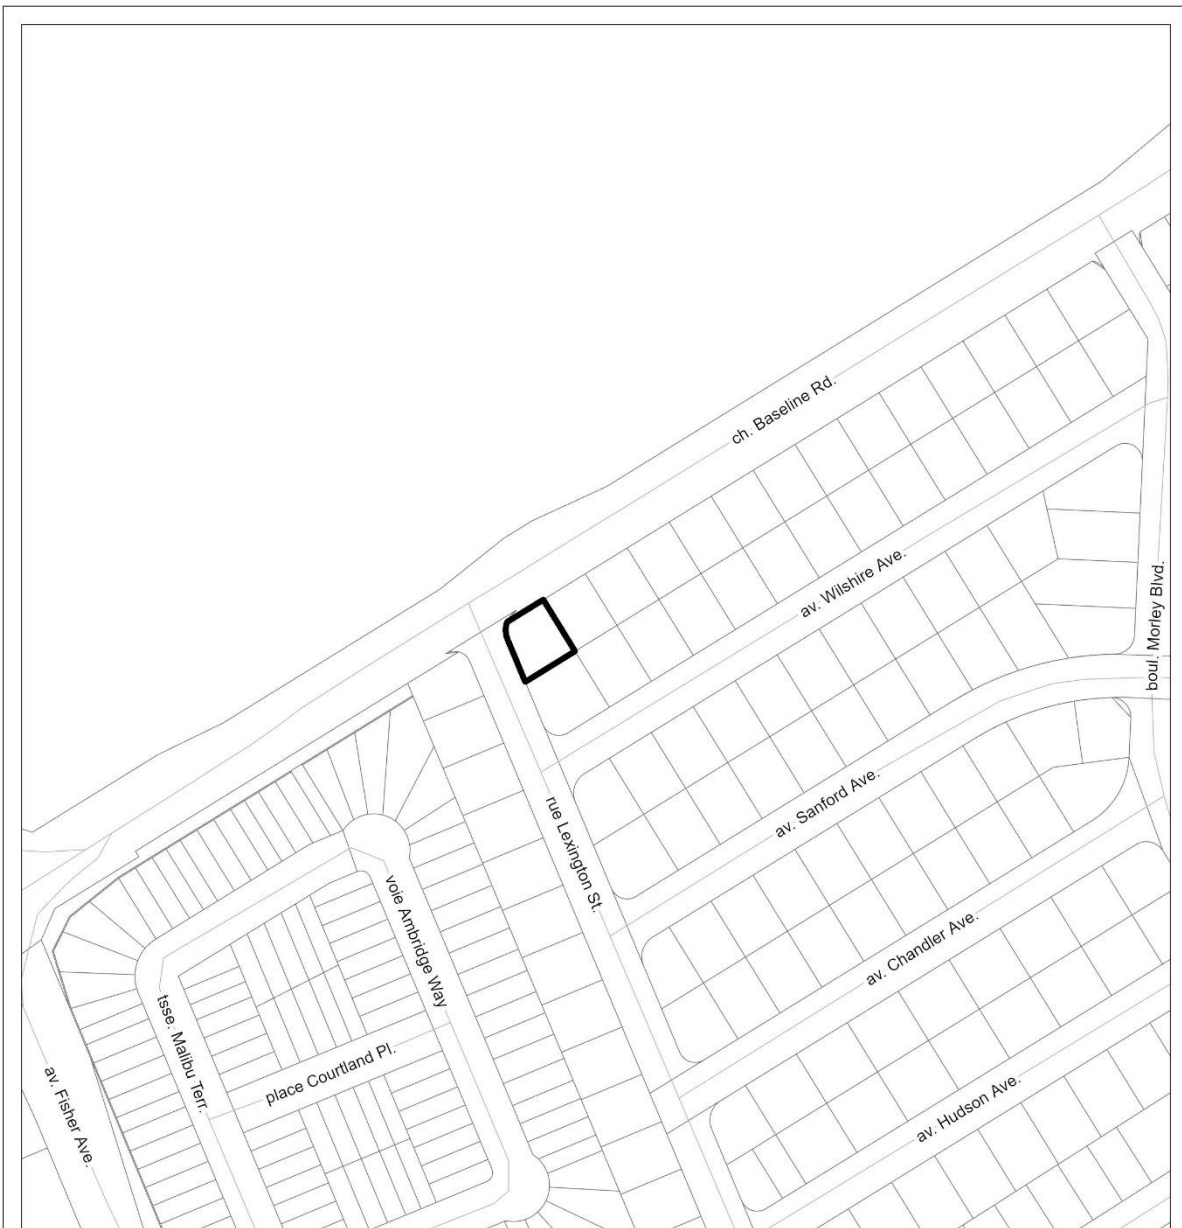 ch. Baseline Rd.
av. Wilshire Ave.
boul. Morley Blvd.
av. Sanford Ave.
rue Lexington St.
av. Chandler Ave.
voie Ambridge Way
tsse. Malibu Terr.
place Courtland Pl.
av. Fisher Ave.
av. Hudson Ave.